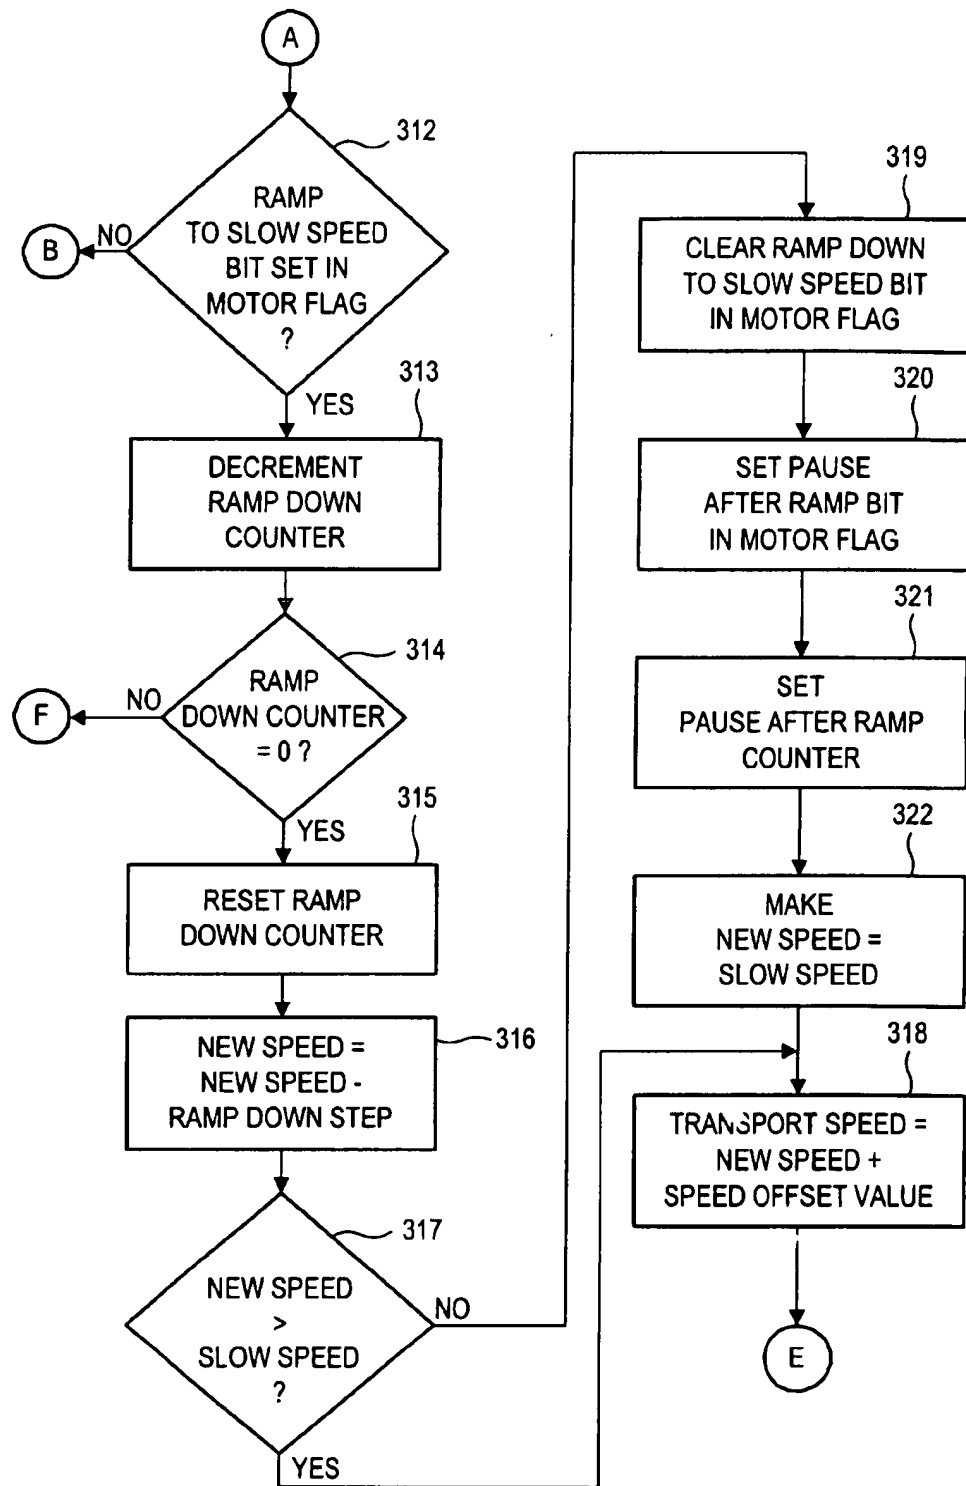 A
312
RAMP
TO SLOW SPEED
BIT SET IN
MOTOR FLAG
?
NO
B
YES
313
DECREMENT
RAMP DOWN
COUNTER
314
RAMP
DOWN COUNTER
= 0 ?
NO
F
YES
315
RESET RAMP
DOWN COUNTER
316
NEW SPEED =
NEW SPEED -
RAMP DOWN STEP
317
NEW SPEED
>
SLOW SPEED
?
NO
YES
319
CLEAR RAMP DOWN
TO SLOW SPEED BIT
IN MOTOR FLAG
320
SET PAUSE
AFTER RAMP BIT
IN MOTOR FLAG
321
SET
PAUSE AFTER RAMP
COUNTER
322
MAKE
NEW SPEED =
SLOW SPEED
318
TRANSPORT SPEED =
NEW SPEED +
SPEED OFFSET VALUE
E